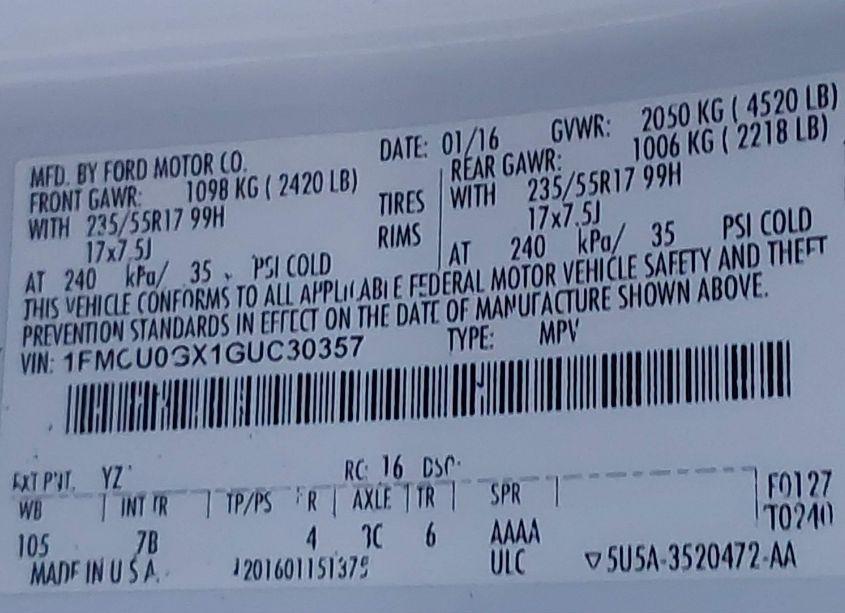 MFD. BY FORD MOTOR CO. DATE: 01/16 GVWR: 2050 KG ( 4520 LB)
FRONT GAWR: 1098 KG ( 2420 LB) REAR GAWR: 1006 KG ( 2218 LB)
WITH 235/55R17 99H TIRES WITH 235/55R17 99H
17x7.5J RIMS 17x7.5J
AT 240 kPa/ 35 PSI COLD AT 240 kPa/ 35 PSI COLD
THIS VEHICLE CONFORMS TO ALL APPLICABLE FEDERAL MOTOR VEHICLE SAFETY AND THEFT
PREVENTION STANDARDS IN EFFECT ON THE DATE OF MANUFACTURE SHOWN ABOVE.
VIN: 1FMCU0GX1GUC30357 TYPE: MPV
EXT PNT. YZ RC: 16 DSO:
WB INT TR TP/PS R AXLE TR SPR F0127
T0240
105 7B 4 3C 6 AAAA
MADE IN U S A. 201601151375 ULC ▽5U5A-3520472-AA